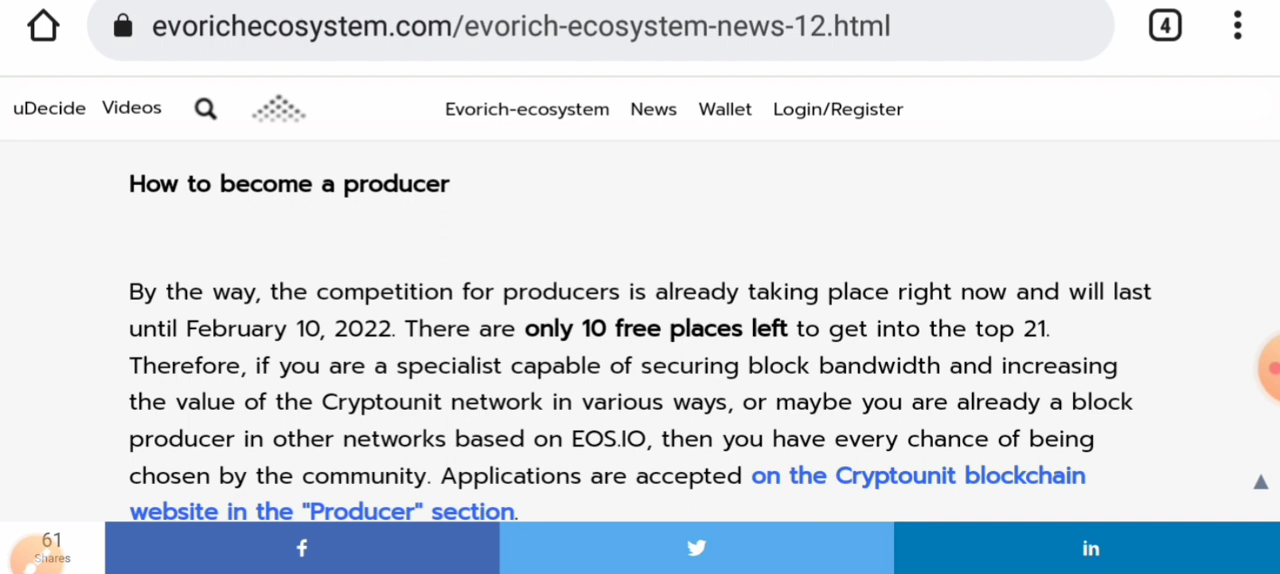 evorichecosystem.com/evorich-ecosystem-news-12.html
4
uDecide Videos Evorich-ecosystem News Wallet Login/Register
How to become a producer
By the way, the competition for producers is already taking place right now and will last
until February 10, 2022. There are only 10 free places left to get into the top 21.
Therefore, if you are a specialist capable of securing block bandwidth and increasing
the value of the Cryptounit network in various ways, or maybe you are already a block
producer in other networks based on EOS.IO, then you have every chance of being
chosen by the community. Applications are accepted on the Cryptounit blockchain
website in the "Producer" section.
61
Shares